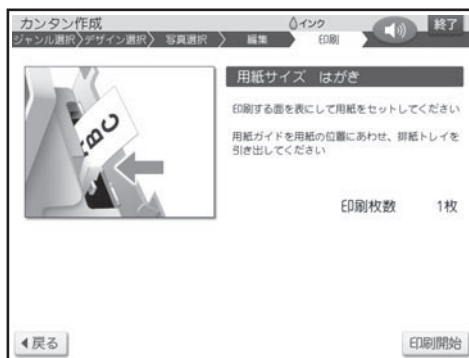 カンタン作成
インク
終了
ジャンル選択
デザイン選択
写真選択
編集
印刷
用紙サイズ はがき
印刷する面を表にして用紙をセットしてください
用紙ガイドを用紙の位置にあわせ、排紙トレイを
引き出してください
ABC
印刷枚数 1枚
戻る
印刷開始